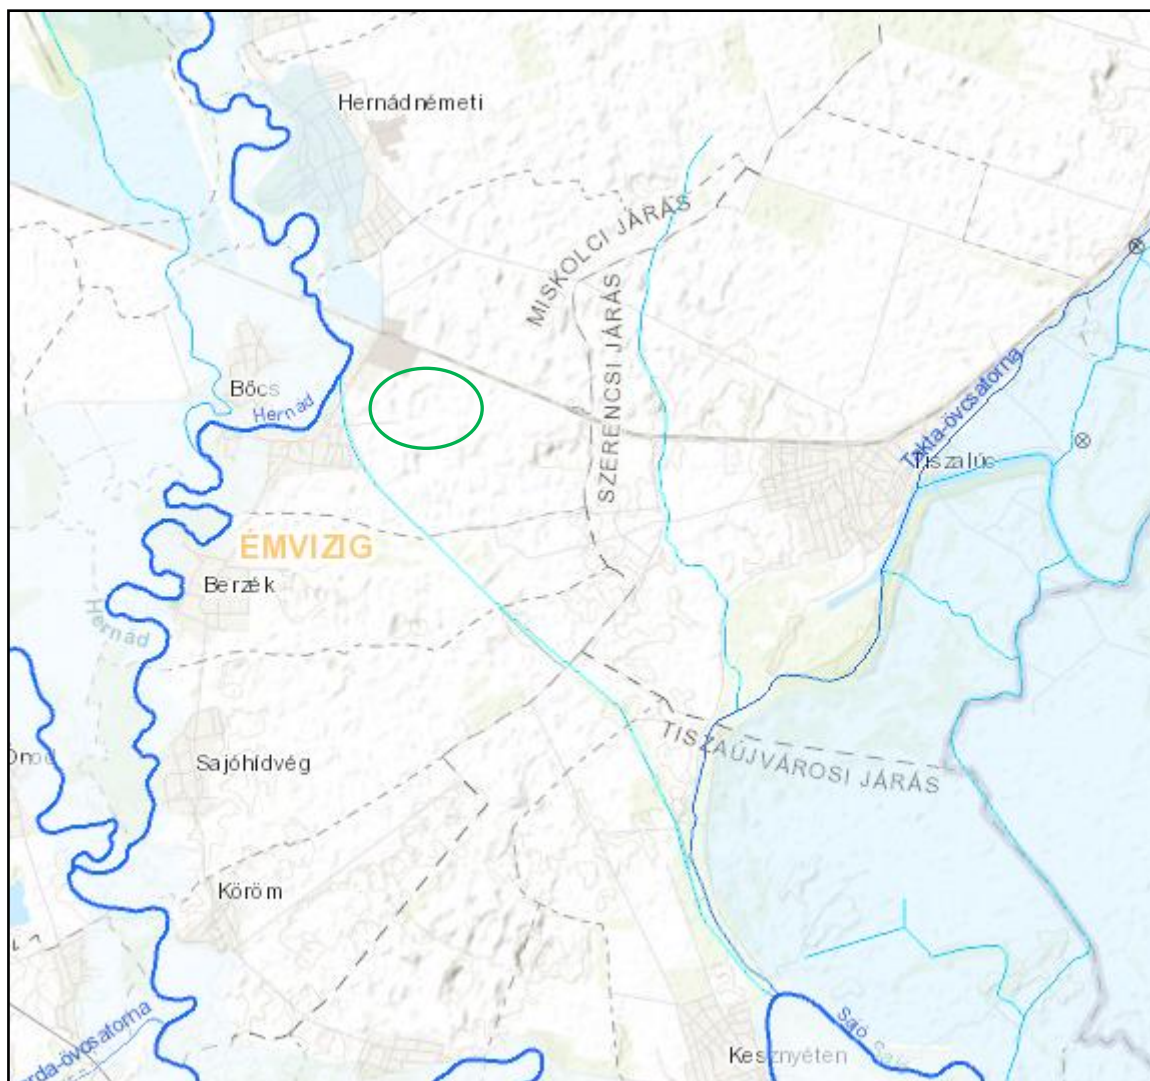 Hernádnémeti
MISKOLCI JÁRÁS
SZERENCSI JÁRÁS
Takta-övcsatorna
Bőcs
Hernád
Tiszalúc
ÉMVIZIG
Berzék
Hernád
TISZAÚJVÁROSI JÁRÁS
Sajóhídvég
Köröm
Sajó
Kesznyéten